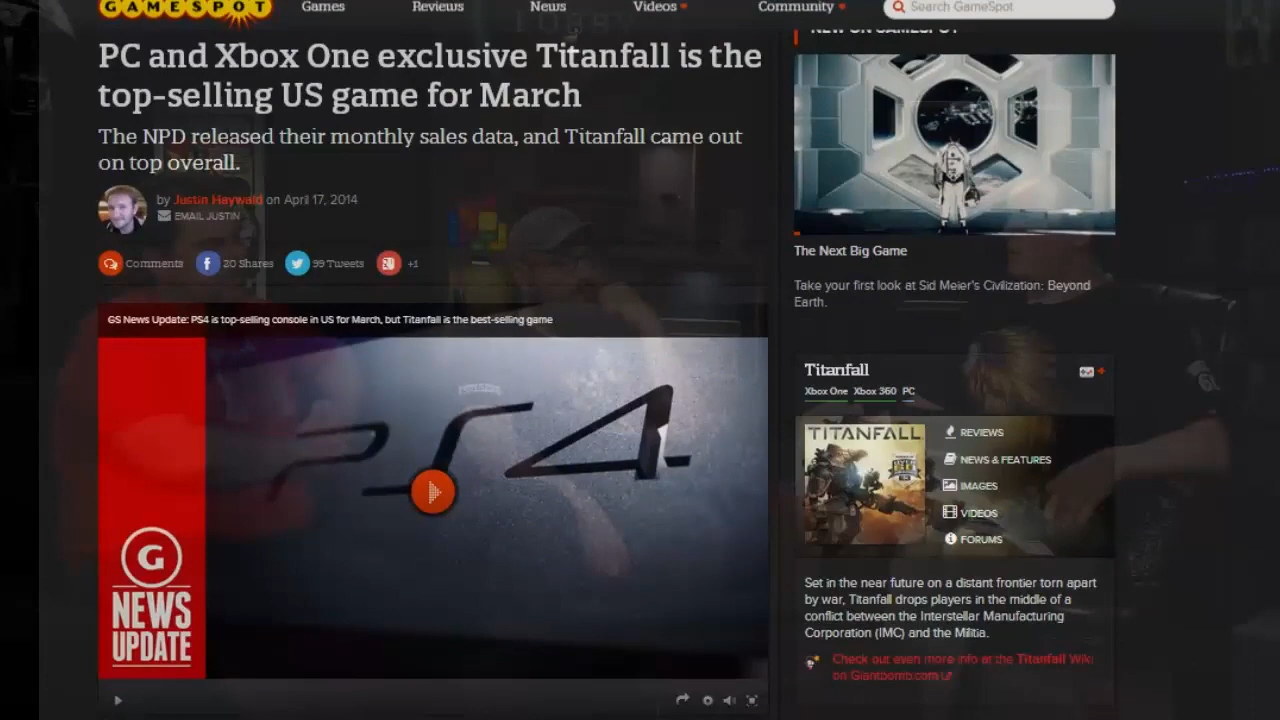 GAMESPOT
Games
Reviews
News
Videos
Community
Search GameSpot
PC and Xbox One exclusive Titanfall is the
top-selling US game for March
The NPD released their monthly sales data, and Titanfall came out
on top overall.
by Justin Haywald on April 17, 2014
EMAIL JUSTIN
Comments
20 Shares
99 Tweets
+1
GS News Update: PS4 is top-selling console in US for March, but Titanfall is the best-selling game
PS4
G
NEWS
UPDATE
NEW ON GAMESPOT
The Next Big Game
Take your first look at Sid Meier's Civilization: Beyond
Earth.
Titanfall
Xbox One Xbox 360 PC
TITANFALL
REVIEWS
NEWS & FEATURES
IMAGES
VIDEOS
FORUMS
Set in the near future on a distant frontier torn apart
by war, Titanfall drops players in the middle of a
conflict between the Interstellar Manufacturing
Corporation (IMC) and the Militia.
Check out even more info at the Titanfall Wiki
on Giantbomb.com